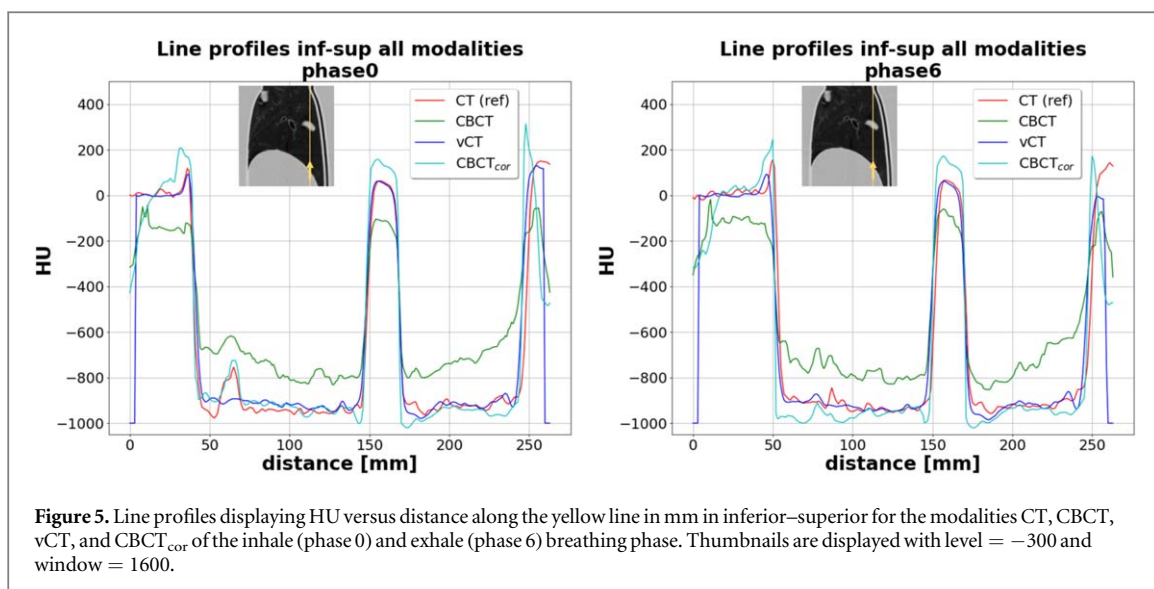 Line profiles inf-sup all modalities
phase0
400
200
0
−200
−400
−600
−800
−1000
HU
0 50 100 150 200 250
distance [mm]
CT (ref)
CBCT
vCT
CBCTcor
Line profiles inf-sup all modalities
phase6
400
200
0
−200
−400
−600
−800
−1000
HU
0 50 100 150 200 250
distance [mm]
CT (ref)
CBCT
vCT
CBCTcor
Figure 5. Line profiles displaying HU versus distance along the yellow line in mm in inferior–superior for the modalities CT, CBCT,
vCT, and CBCTcor of the inhale (phase 0) and exhale (phase 6) breathing phase. Thumbnails are displayed with level = −300 and
window = 1600.